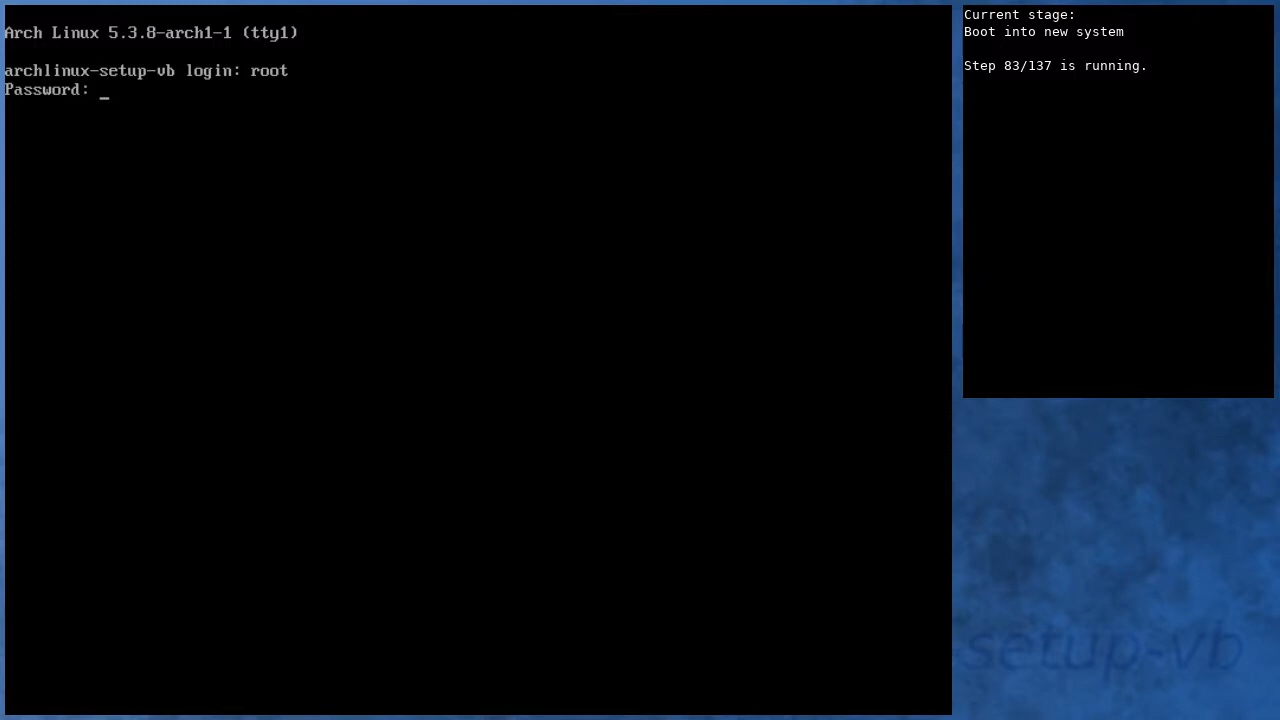 Arch Linux 5.3.8-arch1-1 (tty1)
archlinux-setup-vb login: root
Password: _
Current stage:
Boot into new system
Step 83/137 is running.
setup-vb